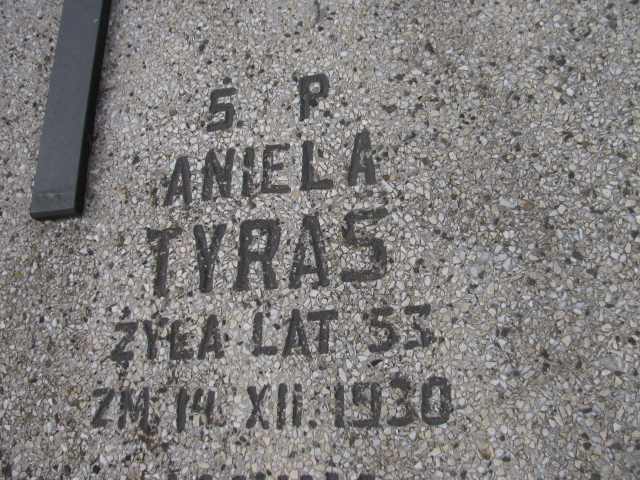 Ś. P.
ANIELA
TYRAS
ŻYŁA LAT 53
ZM. 14. XII. 1930